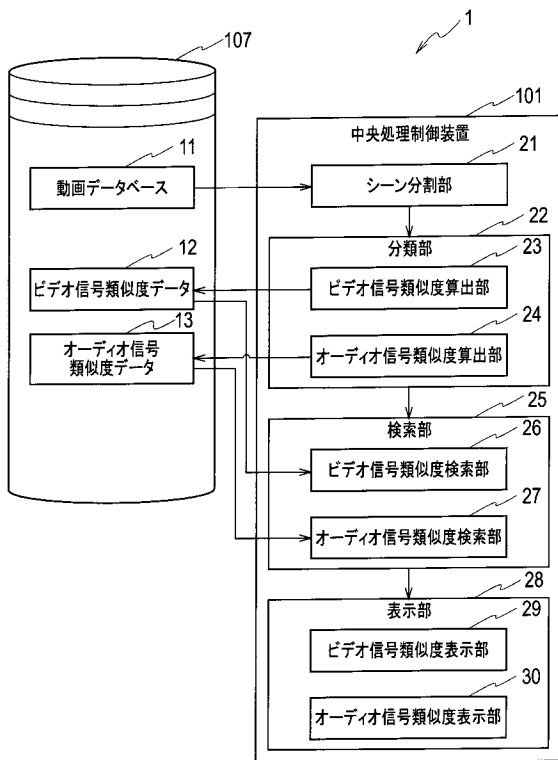 1
107
101
中央処理制御装置
11
動画データベース
21
シーン分割部
22
分類部
12
ビデオ信号類似度データ
23
ビデオ信号類似度算出部
13
オーディオ信号
類似度データ
24
オーディオ信号類似度算出部
25
検索部
26
ビデオ信号類似度検索部
27
オーディオ信号類似度検索部
28
表示部
29
ビデオ信号類似度表示部
30
オーディオ信号類似度表示部